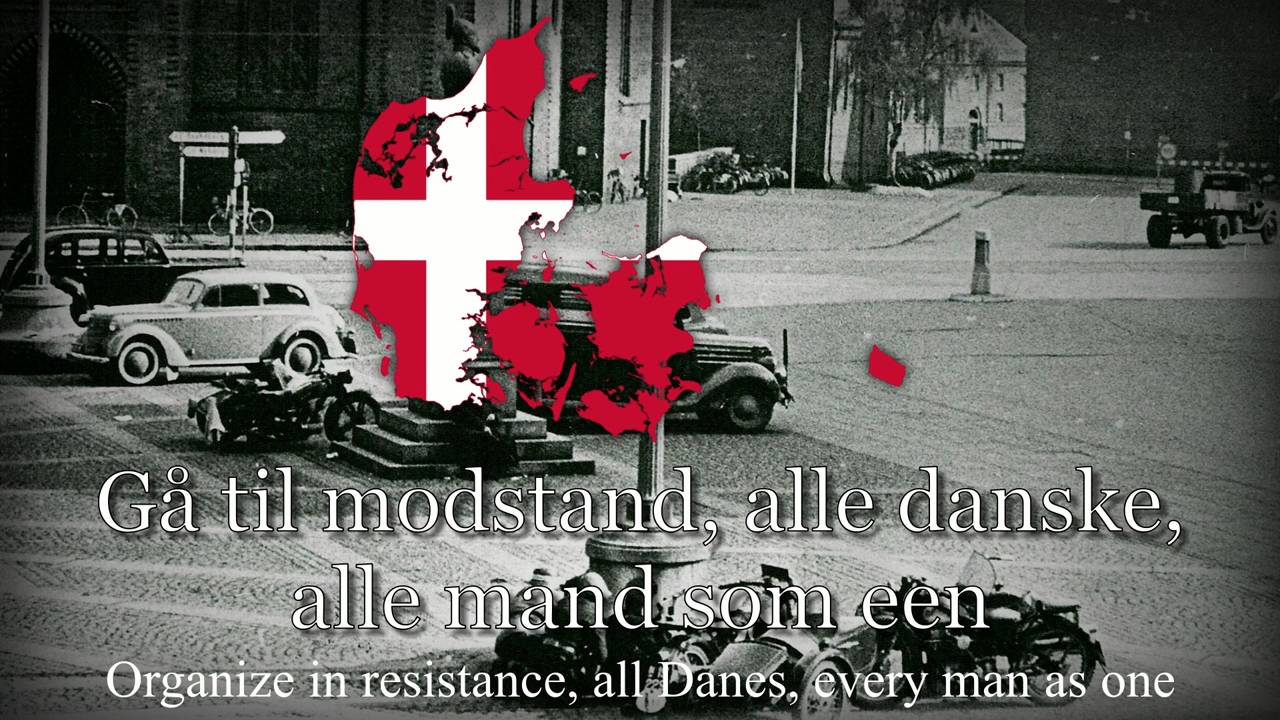 Gå til modstand, alle danske,
alle mand som een
Organize in resistance, all Danes, every man as one